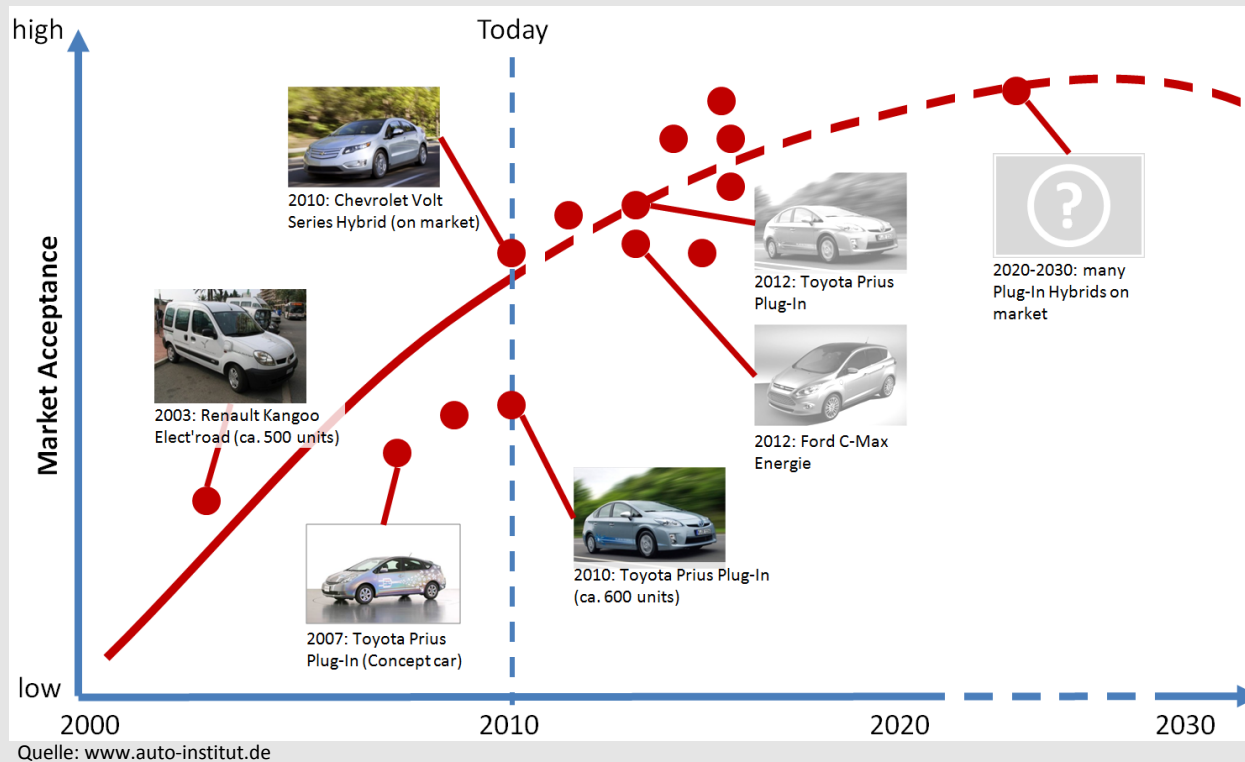 high
Today
2010: Chevrolet Volt
Series Hybrid (on market)
2003: Renault Kangoo
Elect'road (ca. 500 units)
2012: Toyota Prius
Plug-In
?
2020-2030: many
Plug-In Hybrids on
market
2012: Ford C-Max
Energie
2010: Toyota Prius Plug-In
(ca. 600 units)
2007: Toyota Prius
Plug-In (Concept car)
Market Acceptance
low
2000
2010
2020
2030
Quelle: www.auto-institut.de